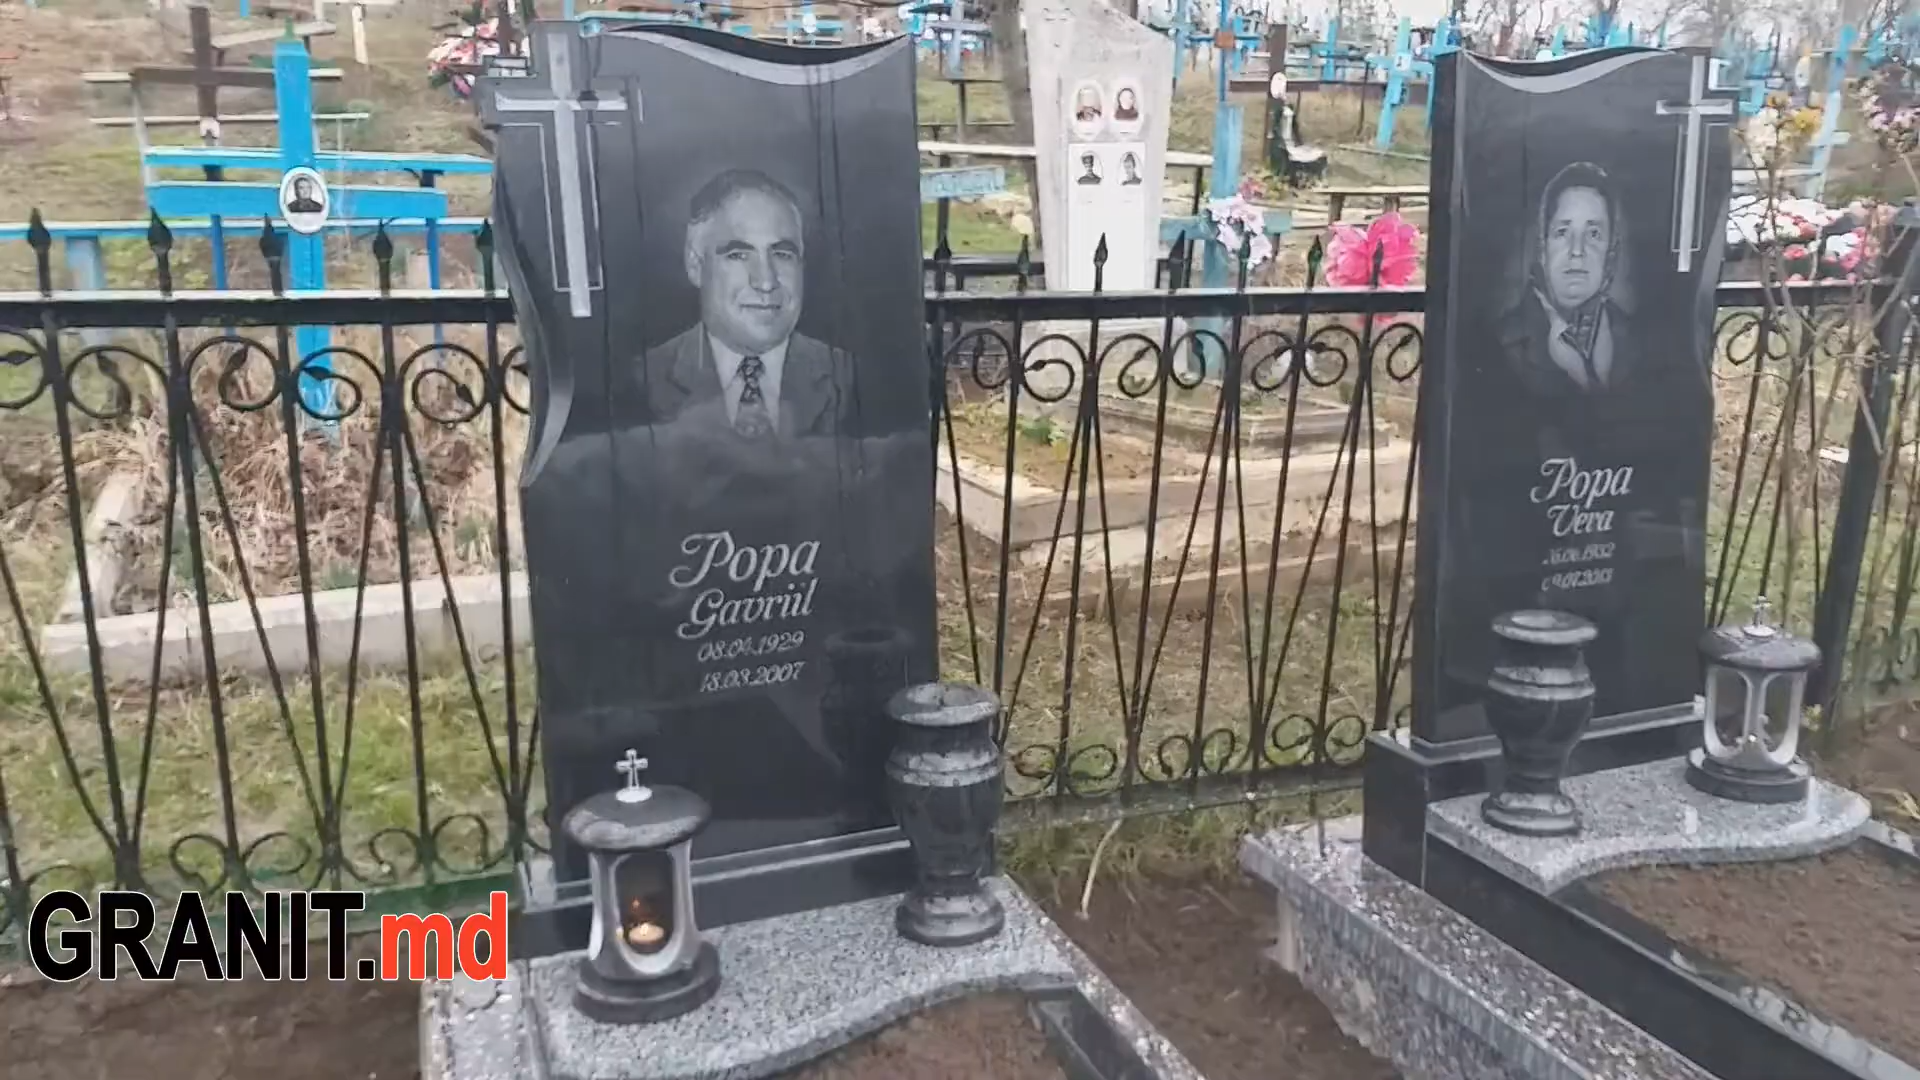 Popa
Gavriil
08.04.1929
18.03.2007
Popa
Vera
GRANIT.md